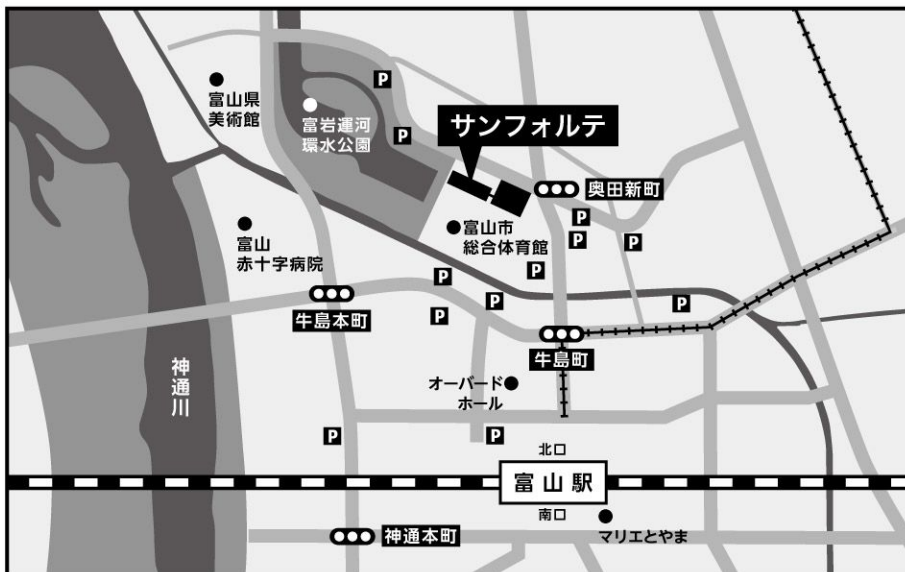 P
富山県
美術館
富岩運河
環水公園
P
サンフォルテ
奥田新町
P
富山
赤十字病院
富山市
総合体育館
P
P
P
P
牛島本町
P
P
P
牛島町
神通川
オーバード
ホール
P
P
北口
富山駅
南口
神通本町
マリエとやま